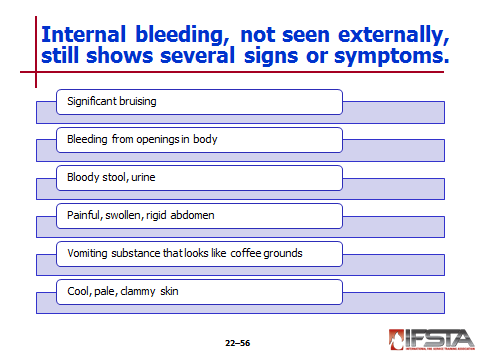 Internal bleeding, not seen externally,
still shows several signs or symptoms.
Significant bruising
Bleeding from openings in body
Bloody stool, urine
Painful, swollen, rigid abdomen
Vomiting substance that looks like coffee grounds
Cool, pale, clammy skin
22–56
IFSTA
INTERNATIONAL FIRE SERVICE TRAINING ASSOCIATION